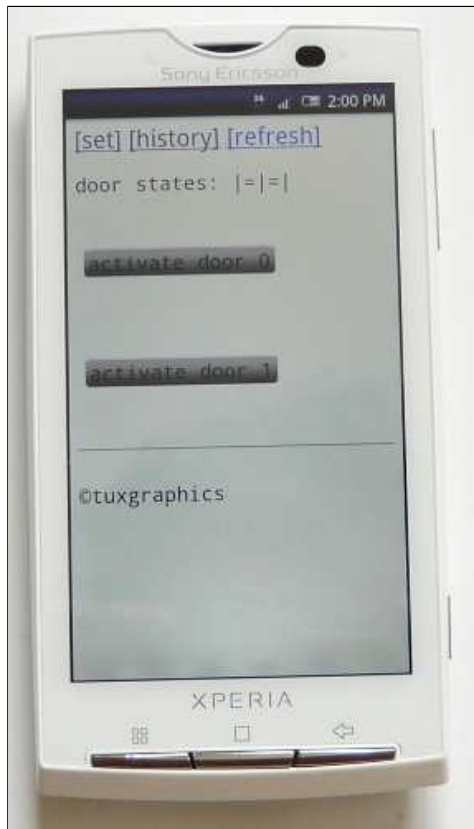 Sony Ericsson
2:00 PM
[set] [history] [refresh]
door states: |=|=|
activate door 0
activate door 1
©tuxgraphics
XPERIA